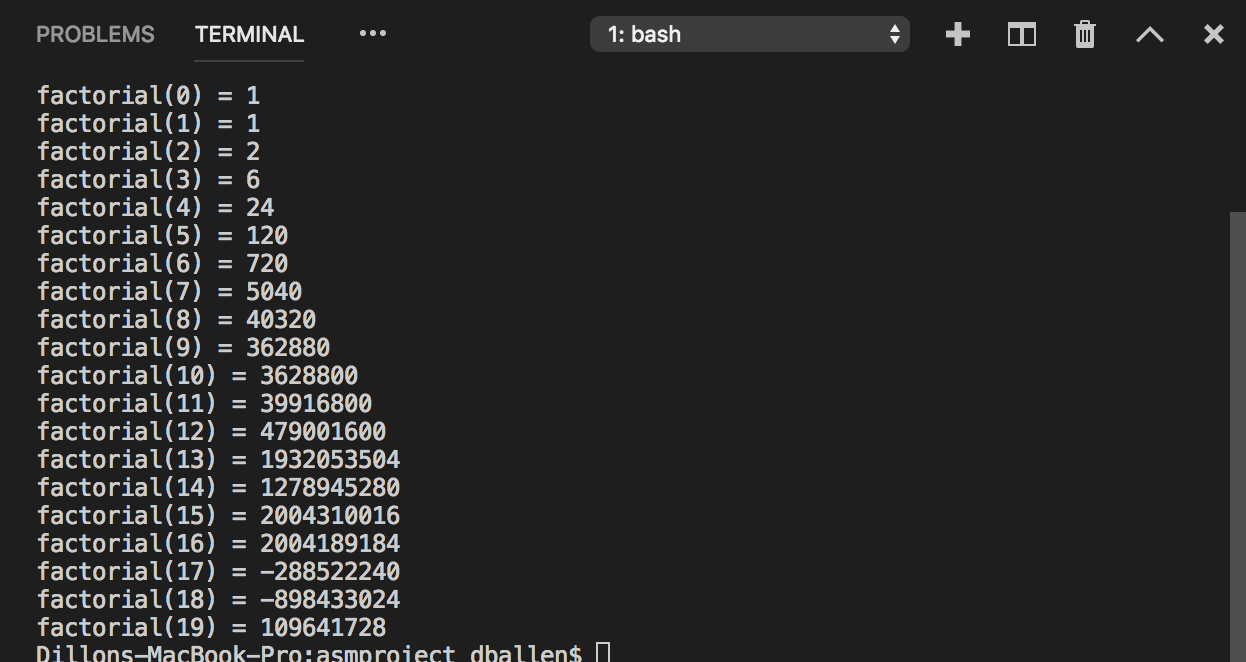 PROBLEMS TERMINAL ••• 1: bash
factorial(0) = 1
factorial(1) = 1
factorial(2) = 2
factorial(3) = 6
factorial(4) = 24
factorial(5) = 120
factorial(6) = 720
factorial(7) = 5040
factorial(8) = 40320
factorial(9) = 362880
factorial(10) = 3628800
factorial(11) = 39916800
factorial(12) = 479001600
factorial(13) = 1932053504
factorial(14) = 1278945280
factorial(15) = 2004310016
factorial(16) = 2004189184
factorial(17) = -288522240
factorial(18) = -898433024
factorial(19) = 109641728
Dillons-MacBook-Pro:asmproject dballen$